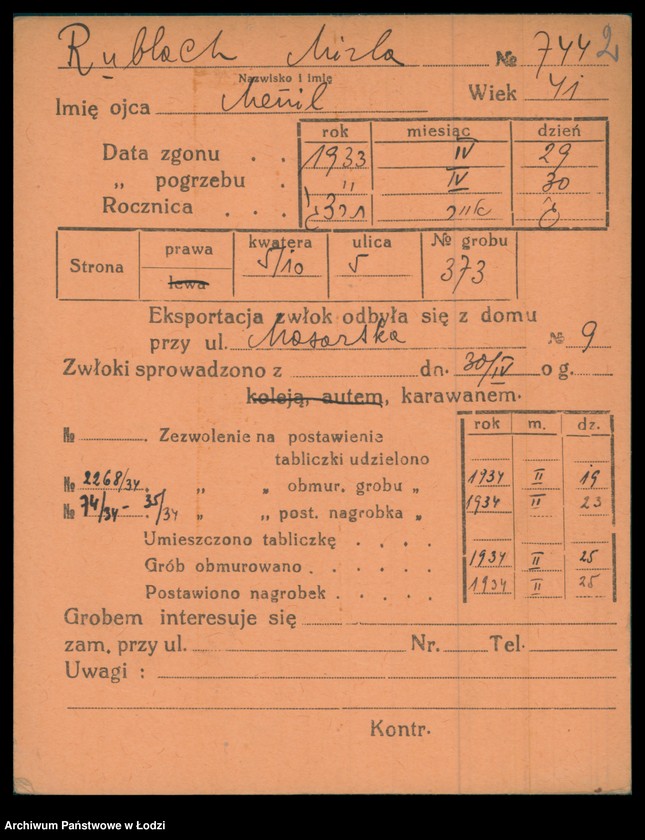 Rubłach Mirla № 7442
Nazwisko i imię
Imię ojca Wiek 41
rok miesiąc dzień
Data zgonu . . 1933 IV 29
„ pogrzebu . „ IV 30
Rocznica . . . אייר ג
Strona prawa lewa kwatera 5/10 ulica 5 № grobu 373
Eksportacja zwłok odbyła się z domu
przy ul. Masarska № 9
Zwłoki sprowadzono z dn. 30/IV o g.
koleją, autem, karawanem.
rok m. dz.
№ . Zezwolenie na postawienie
tabliczki udzielono
№ 2268/34. „ „ obmur. grobu „ 1934 II 19
№ 74/34 - 35/34 „ „ post. nagrobka „ 1934 II 23
Umieszczono tabliczkę . . . .
Grób obmurowano . . . . . 1934 II 25
Postawiono nagrobek . . . . 1934 II 25
Grobem interesuje się
zam. przy ul. Nr. Tel.
Uwagi :
Kontr.
Archiwum Państwowe w Łodzi